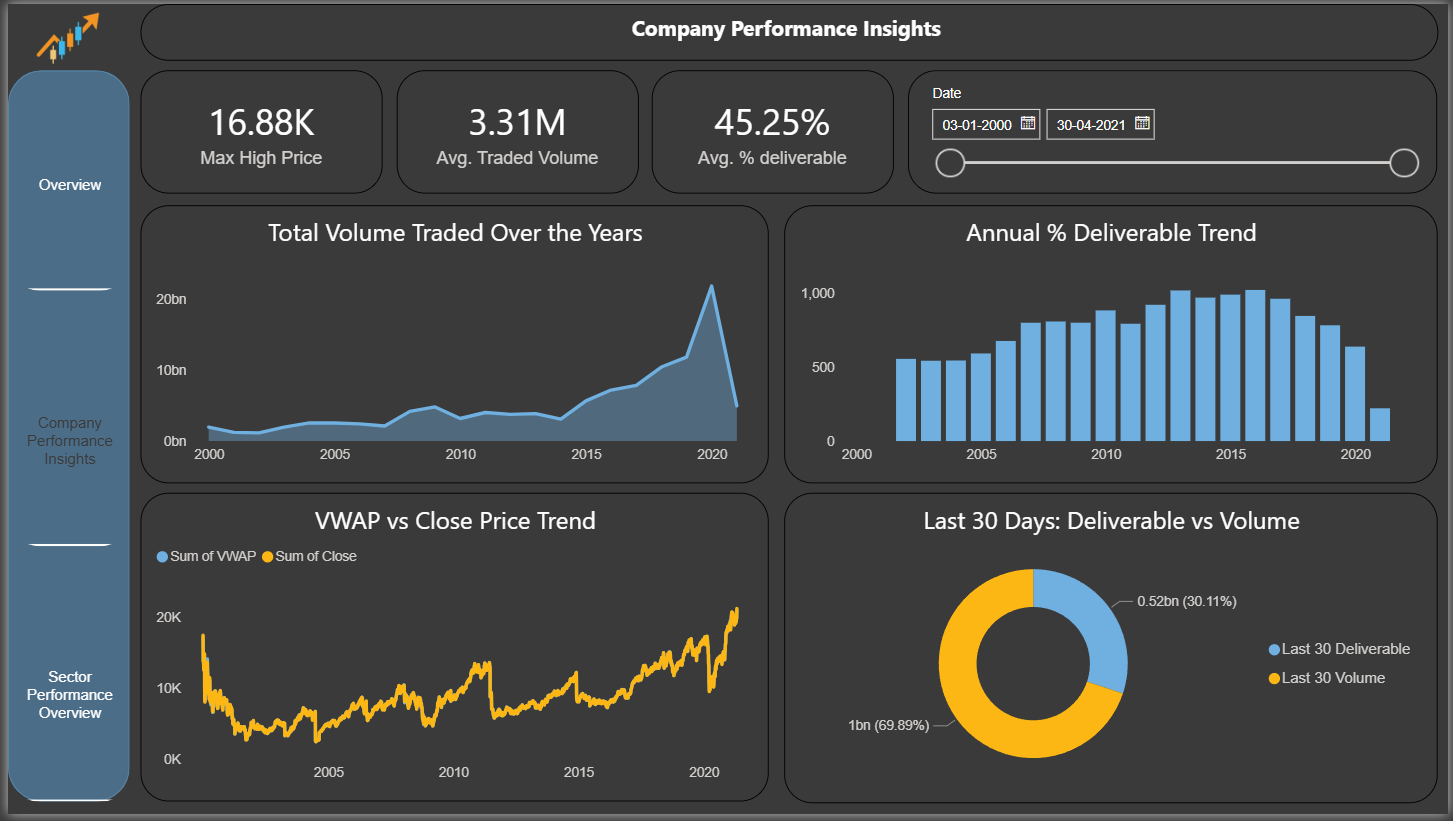 Company Performance Insights
Overview
Company
Performance
Insights
Sector
Performance
Overview
16.88K
Max High Price
3.31M
Avg. Traded Volume
45.25%
Avg. % deliverable
Date
03-01-2000
30-04-2021
Total Volume Traded Over the Years
20bn
10bn
0bn
2000 2005 2010 2015 2020
Annual % Deliverable Trend
1,000
500
0
2000 2005 2010 2015 2020
VWAP vs Close Price Trend
Sum of VWAP Sum of Close
20K
10K
0K
2005 2010 2015 2020
Last 30 Days: Deliverable vs Volume
0.52bn (30.11%)
1bn (69.89%)
Last 30 Deliverable
Last 30 Volume